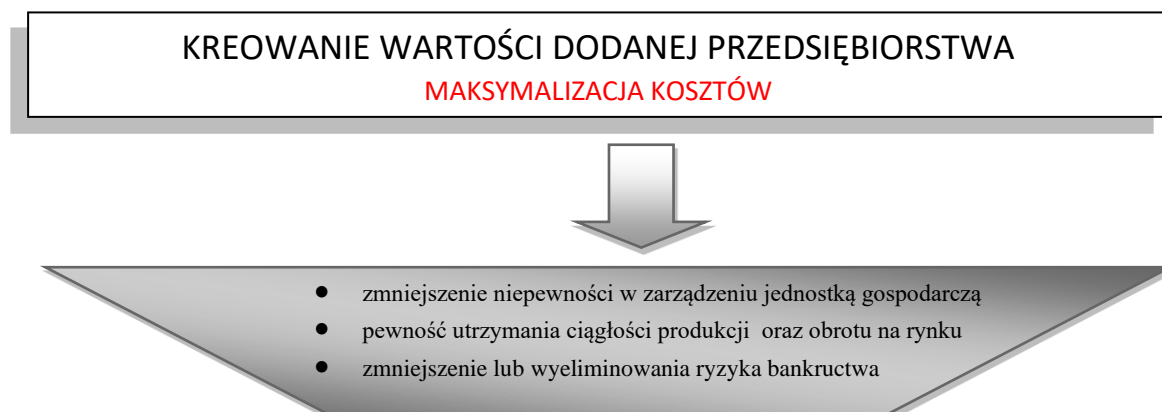 KREOWANIE WARTOŚCI DODANEJ PRZEDSIĘBIORSTWA
MAKSYMALIZACJA KOSZTÓW
• zmniejszenie niepewności w zarządzeniu jednostką gospodarczą
• pewność utrzymania ciągłości produkcji oraz obrotu na rynku
• zmniejszenie lub wyeliminowania ryzyka bankructwa